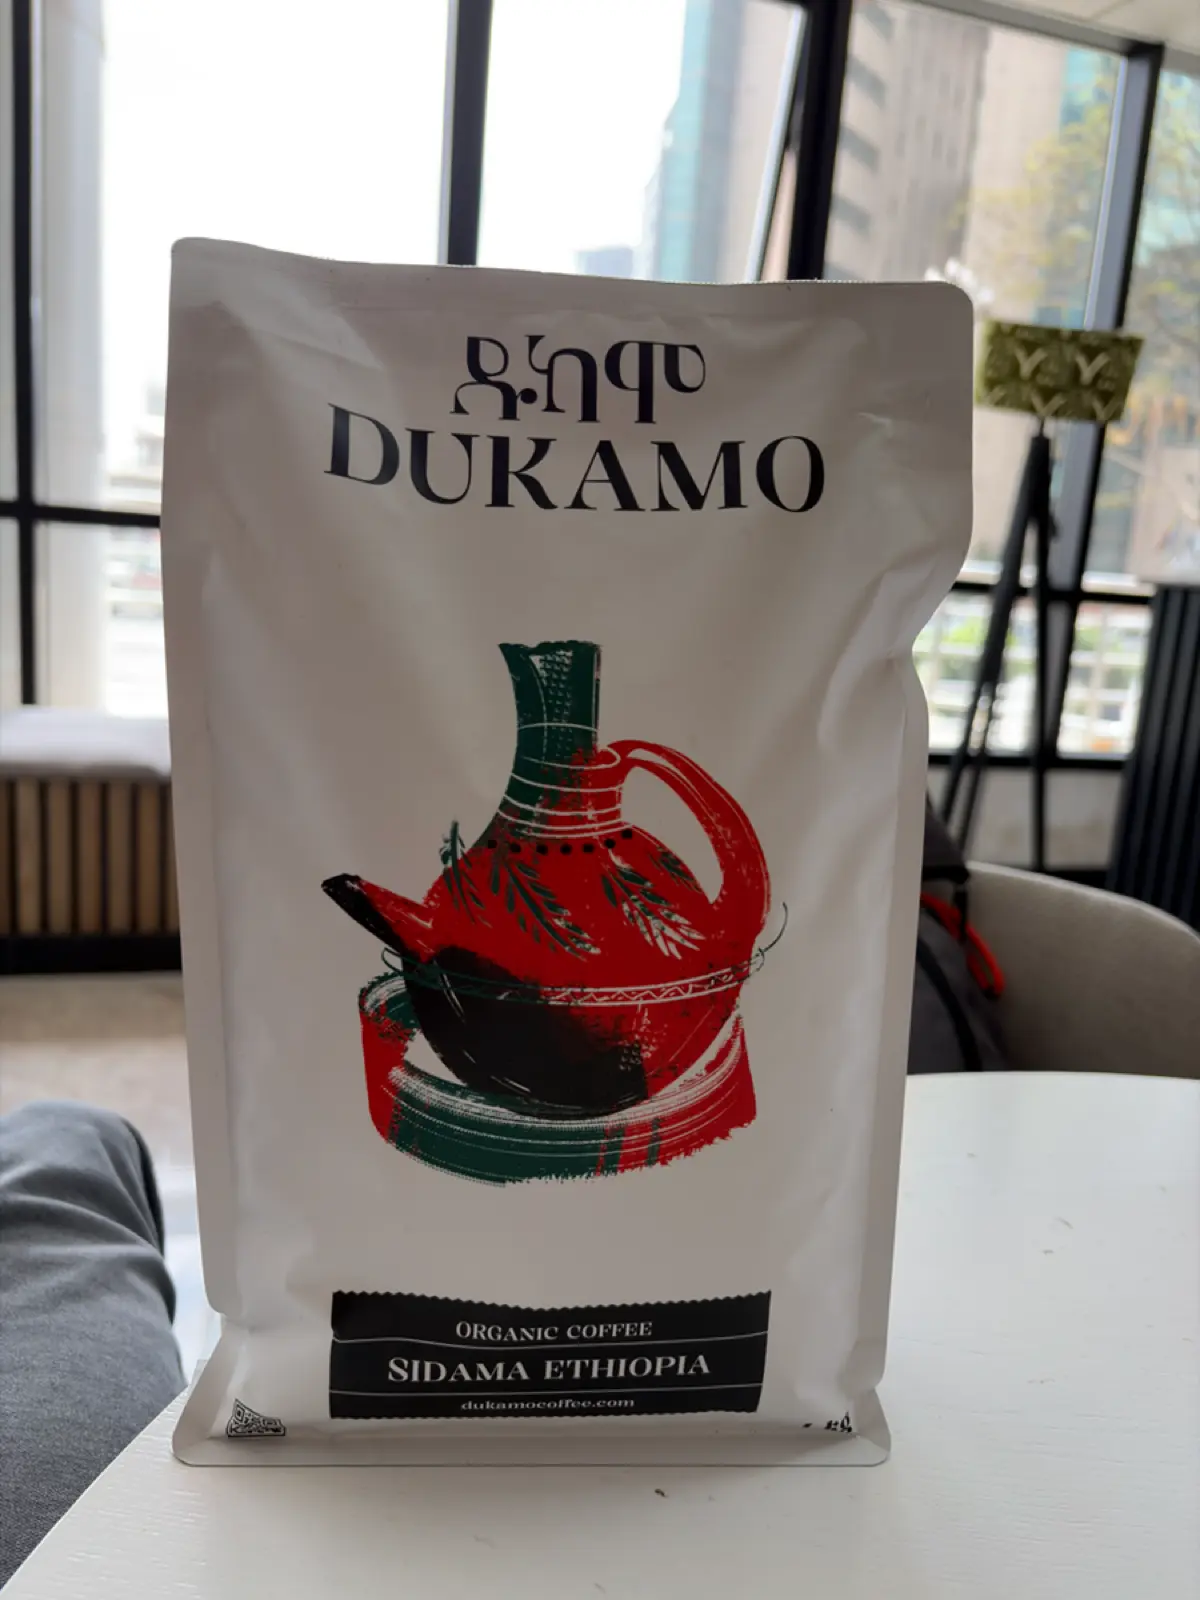 ዱካሞ
DUKAMO
ORGANIC COFFEE
SIDAMA ETHIOPIA
dukamocoffee.com